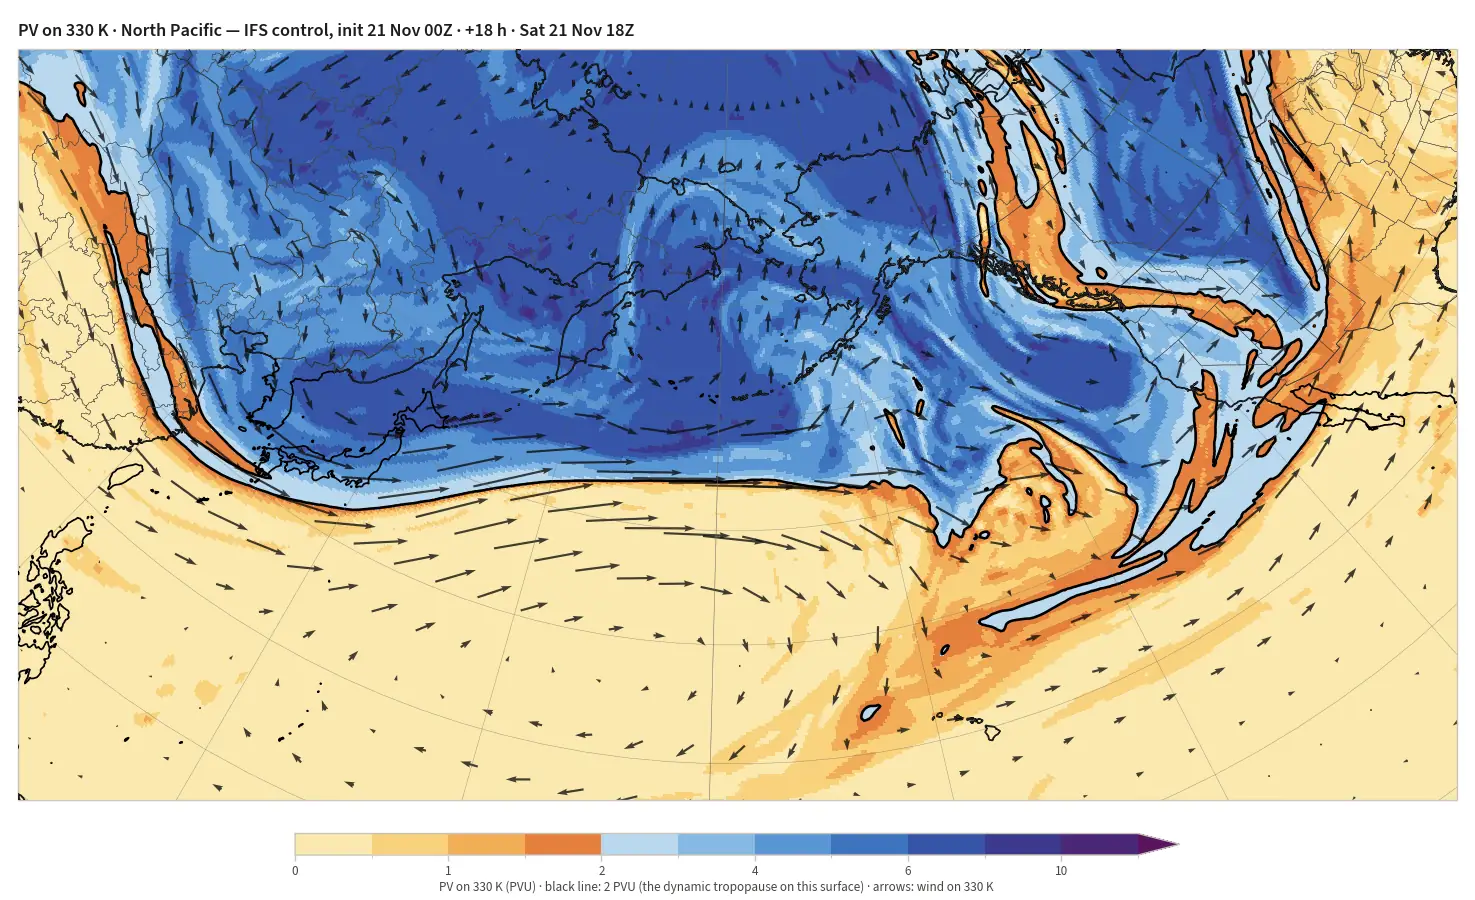 PV on 330 K · North Pacific — IFS control, init 21 Nov 00Z · +18 h · Sat 21 Nov 18Z
0 1 2 4 6 10
PV on 330 K (PVU) · black line: 2 PVU (the dynamic tropopause on this surface) · arrows: wind on 330 K